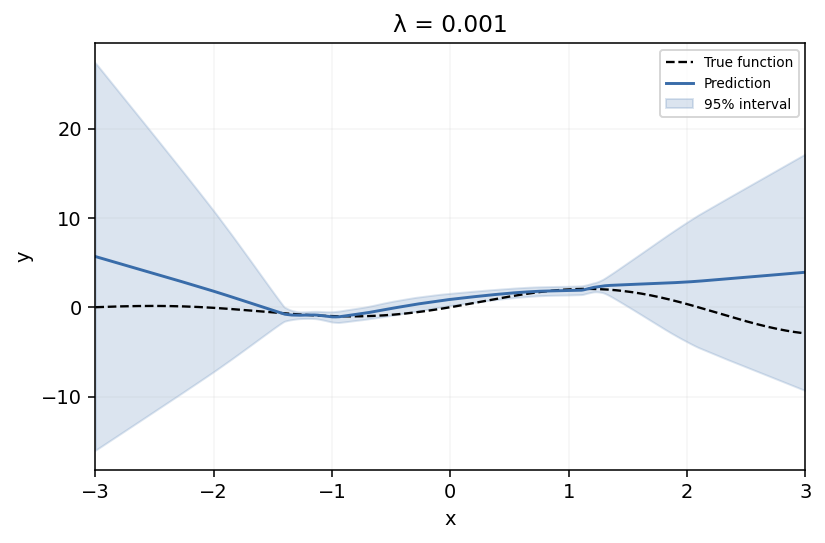 λ = 0.001
True function
Prediction
95% interval
y
20
10
0
−10
−3
−2
−1
0
1
2
3
x